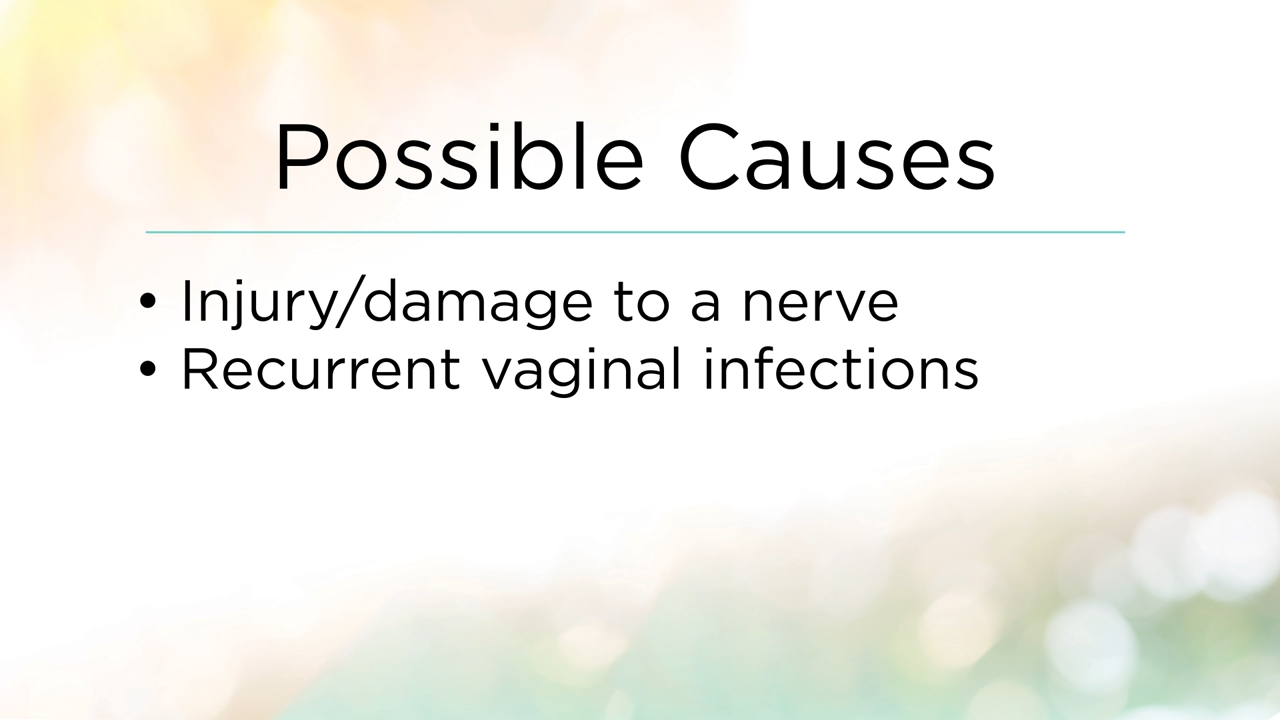 Possible Causes
• Injury/damage to a nerve
• Recurrent vaginal infections